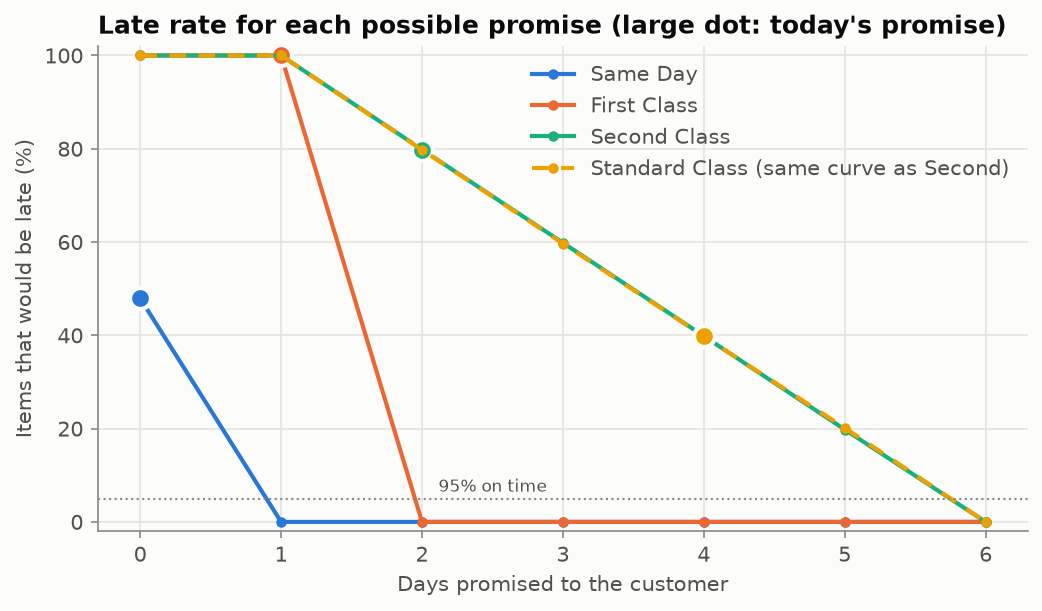 Late rate for each possible promise (large dot: today's promise)
Same Day
First Class
Second Class
Standard Class (same curve as Second)
Items that would be late (%)
100
80
60
40
20
0
95% on time
0 1 2 3 4 5 6
Days promised to the customer